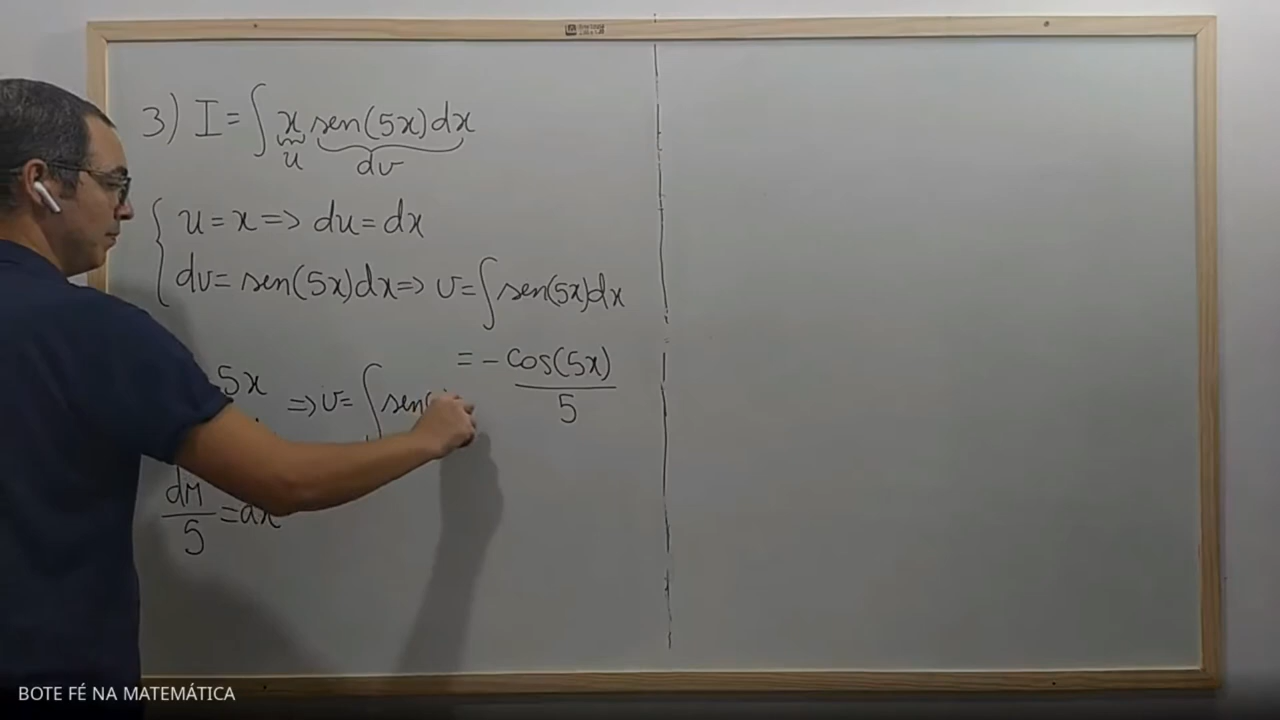 3) I = ∫ x sen(5x)dx
u dv
u = x => du = dx
dv = sen(5x)dx => v = ∫ sen(5x)dx
= - cos(5x)
5
5x => v = ∫ sen(
dM
5 = dx
BOTE FÉ NA MATEMÁTICA